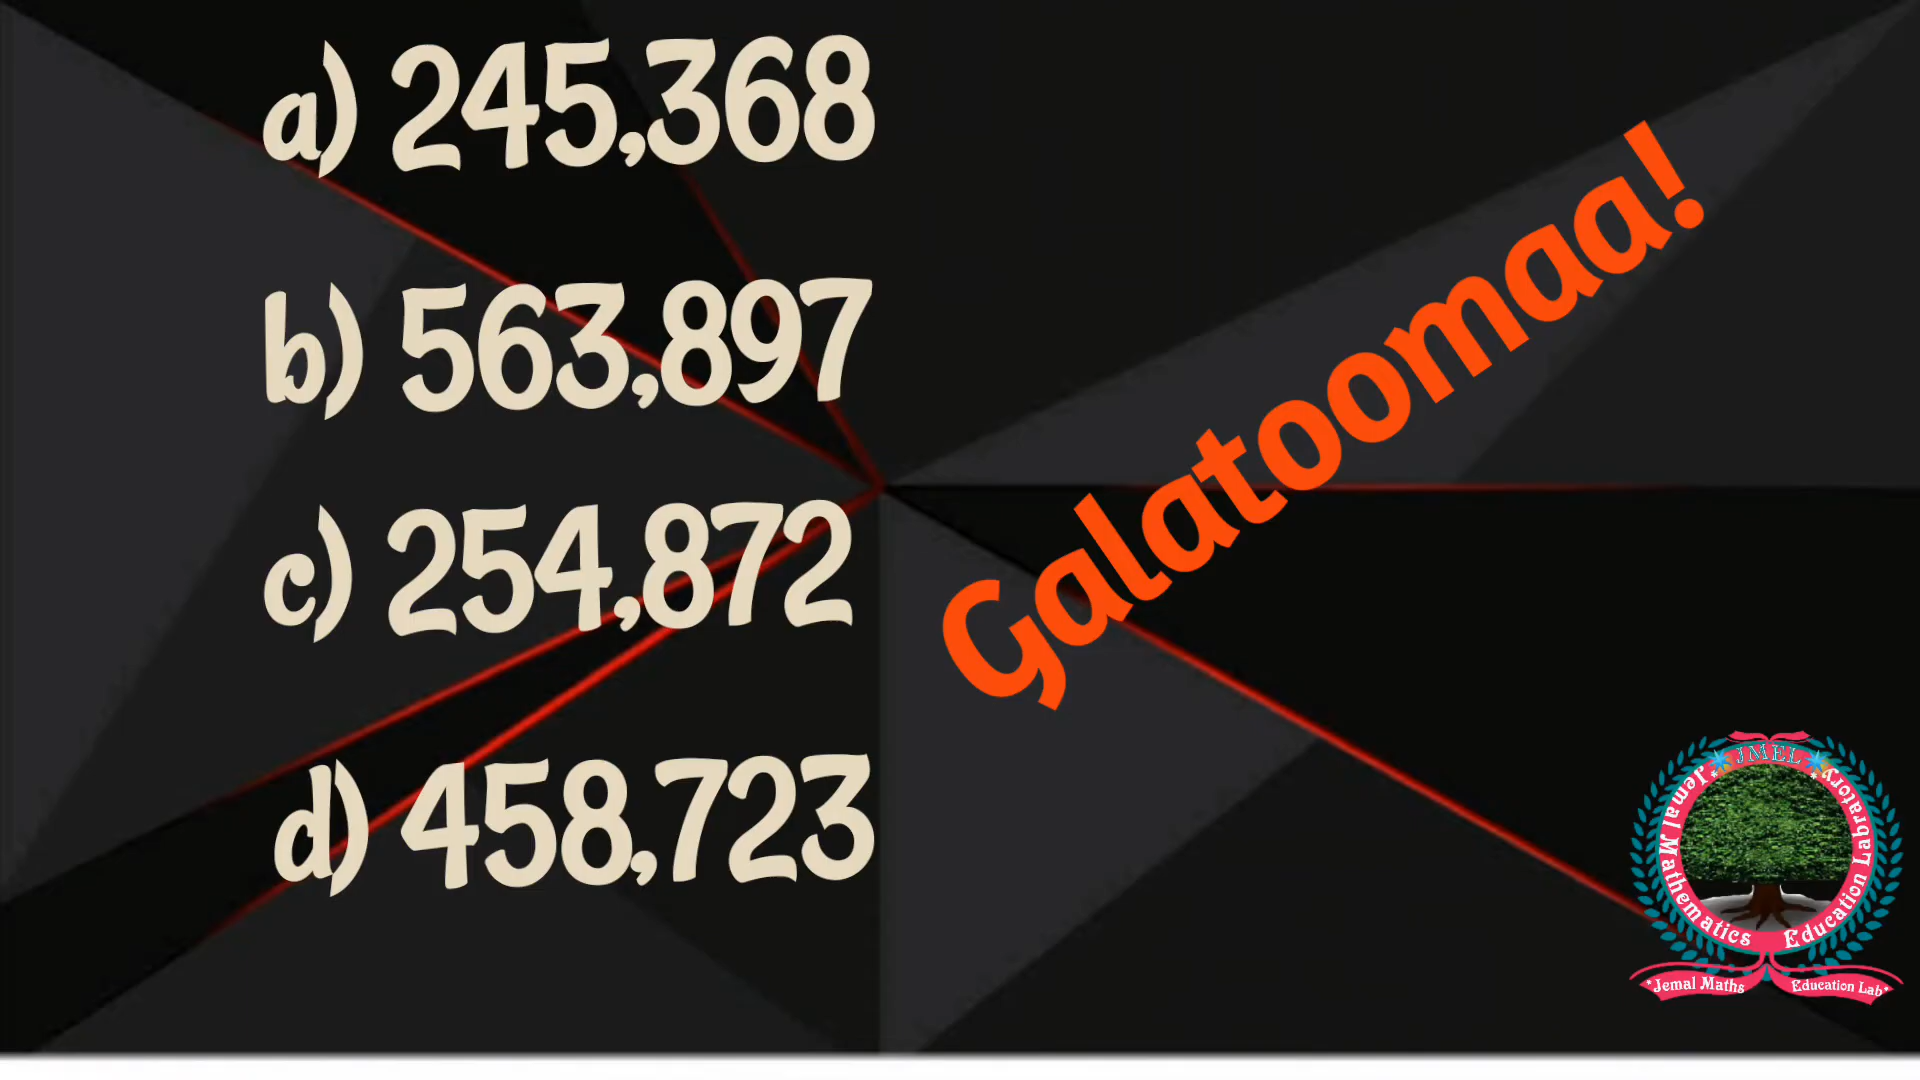 a) 245,368
b) 563,897
c) 254,872
d) 458,723
Galatoomaa!
JMEL
Jemal Mathematics Education Labratory
*Jemal Maths Education Lab*